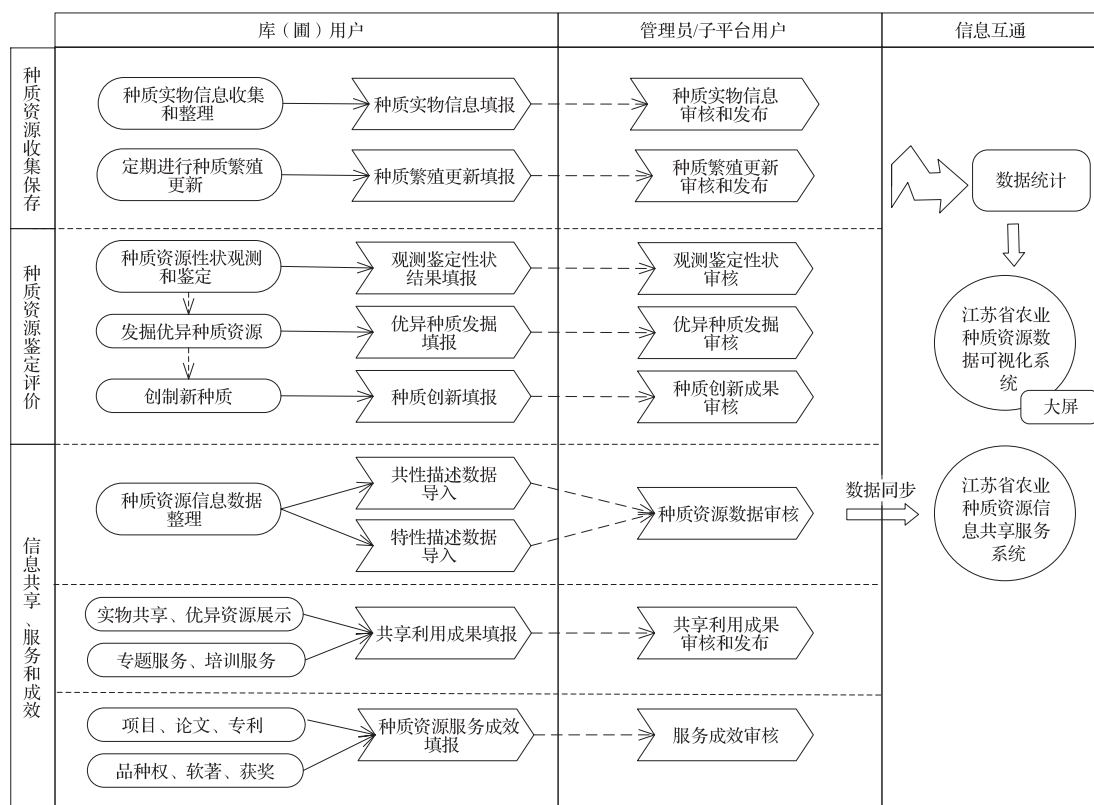 库（圃）用户
管理员/子平台用户
信息互通
种质资源收集保存
种质实物信息收集
和整理
种质实物信息填报
种质实物信息
审核和发布
定期进行种质繁殖
更新
种质繁殖更新填报
种质繁殖更新
审核和发布
数据统计
种质资源鉴定评价
种质资源性状观测
和鉴定
观测鉴定性状
结果填报
观测鉴定性状
审核
发掘优异种质资源
优异种质发掘
填报
优异种质发掘
审核
创制新种质
种质创新填报
种质创新成果
审核
江苏省农业
种质资源数
据可视化系
统
大屏
信息共享、服务和成效
种质资源信息数据
整理
共性描述数据
导入
特性描述数据
导入
种质资源数据审核
数据同步
江苏省农业
种质资源信
息共享服务
系统
实物共享、优异资源展示
专题服务、培训服务
共享利用成果填报
共享利用成果
审核和发布
项目、论文、专利
品种权、软著、获奖
种质资源服务成效
填报
服务成效审核